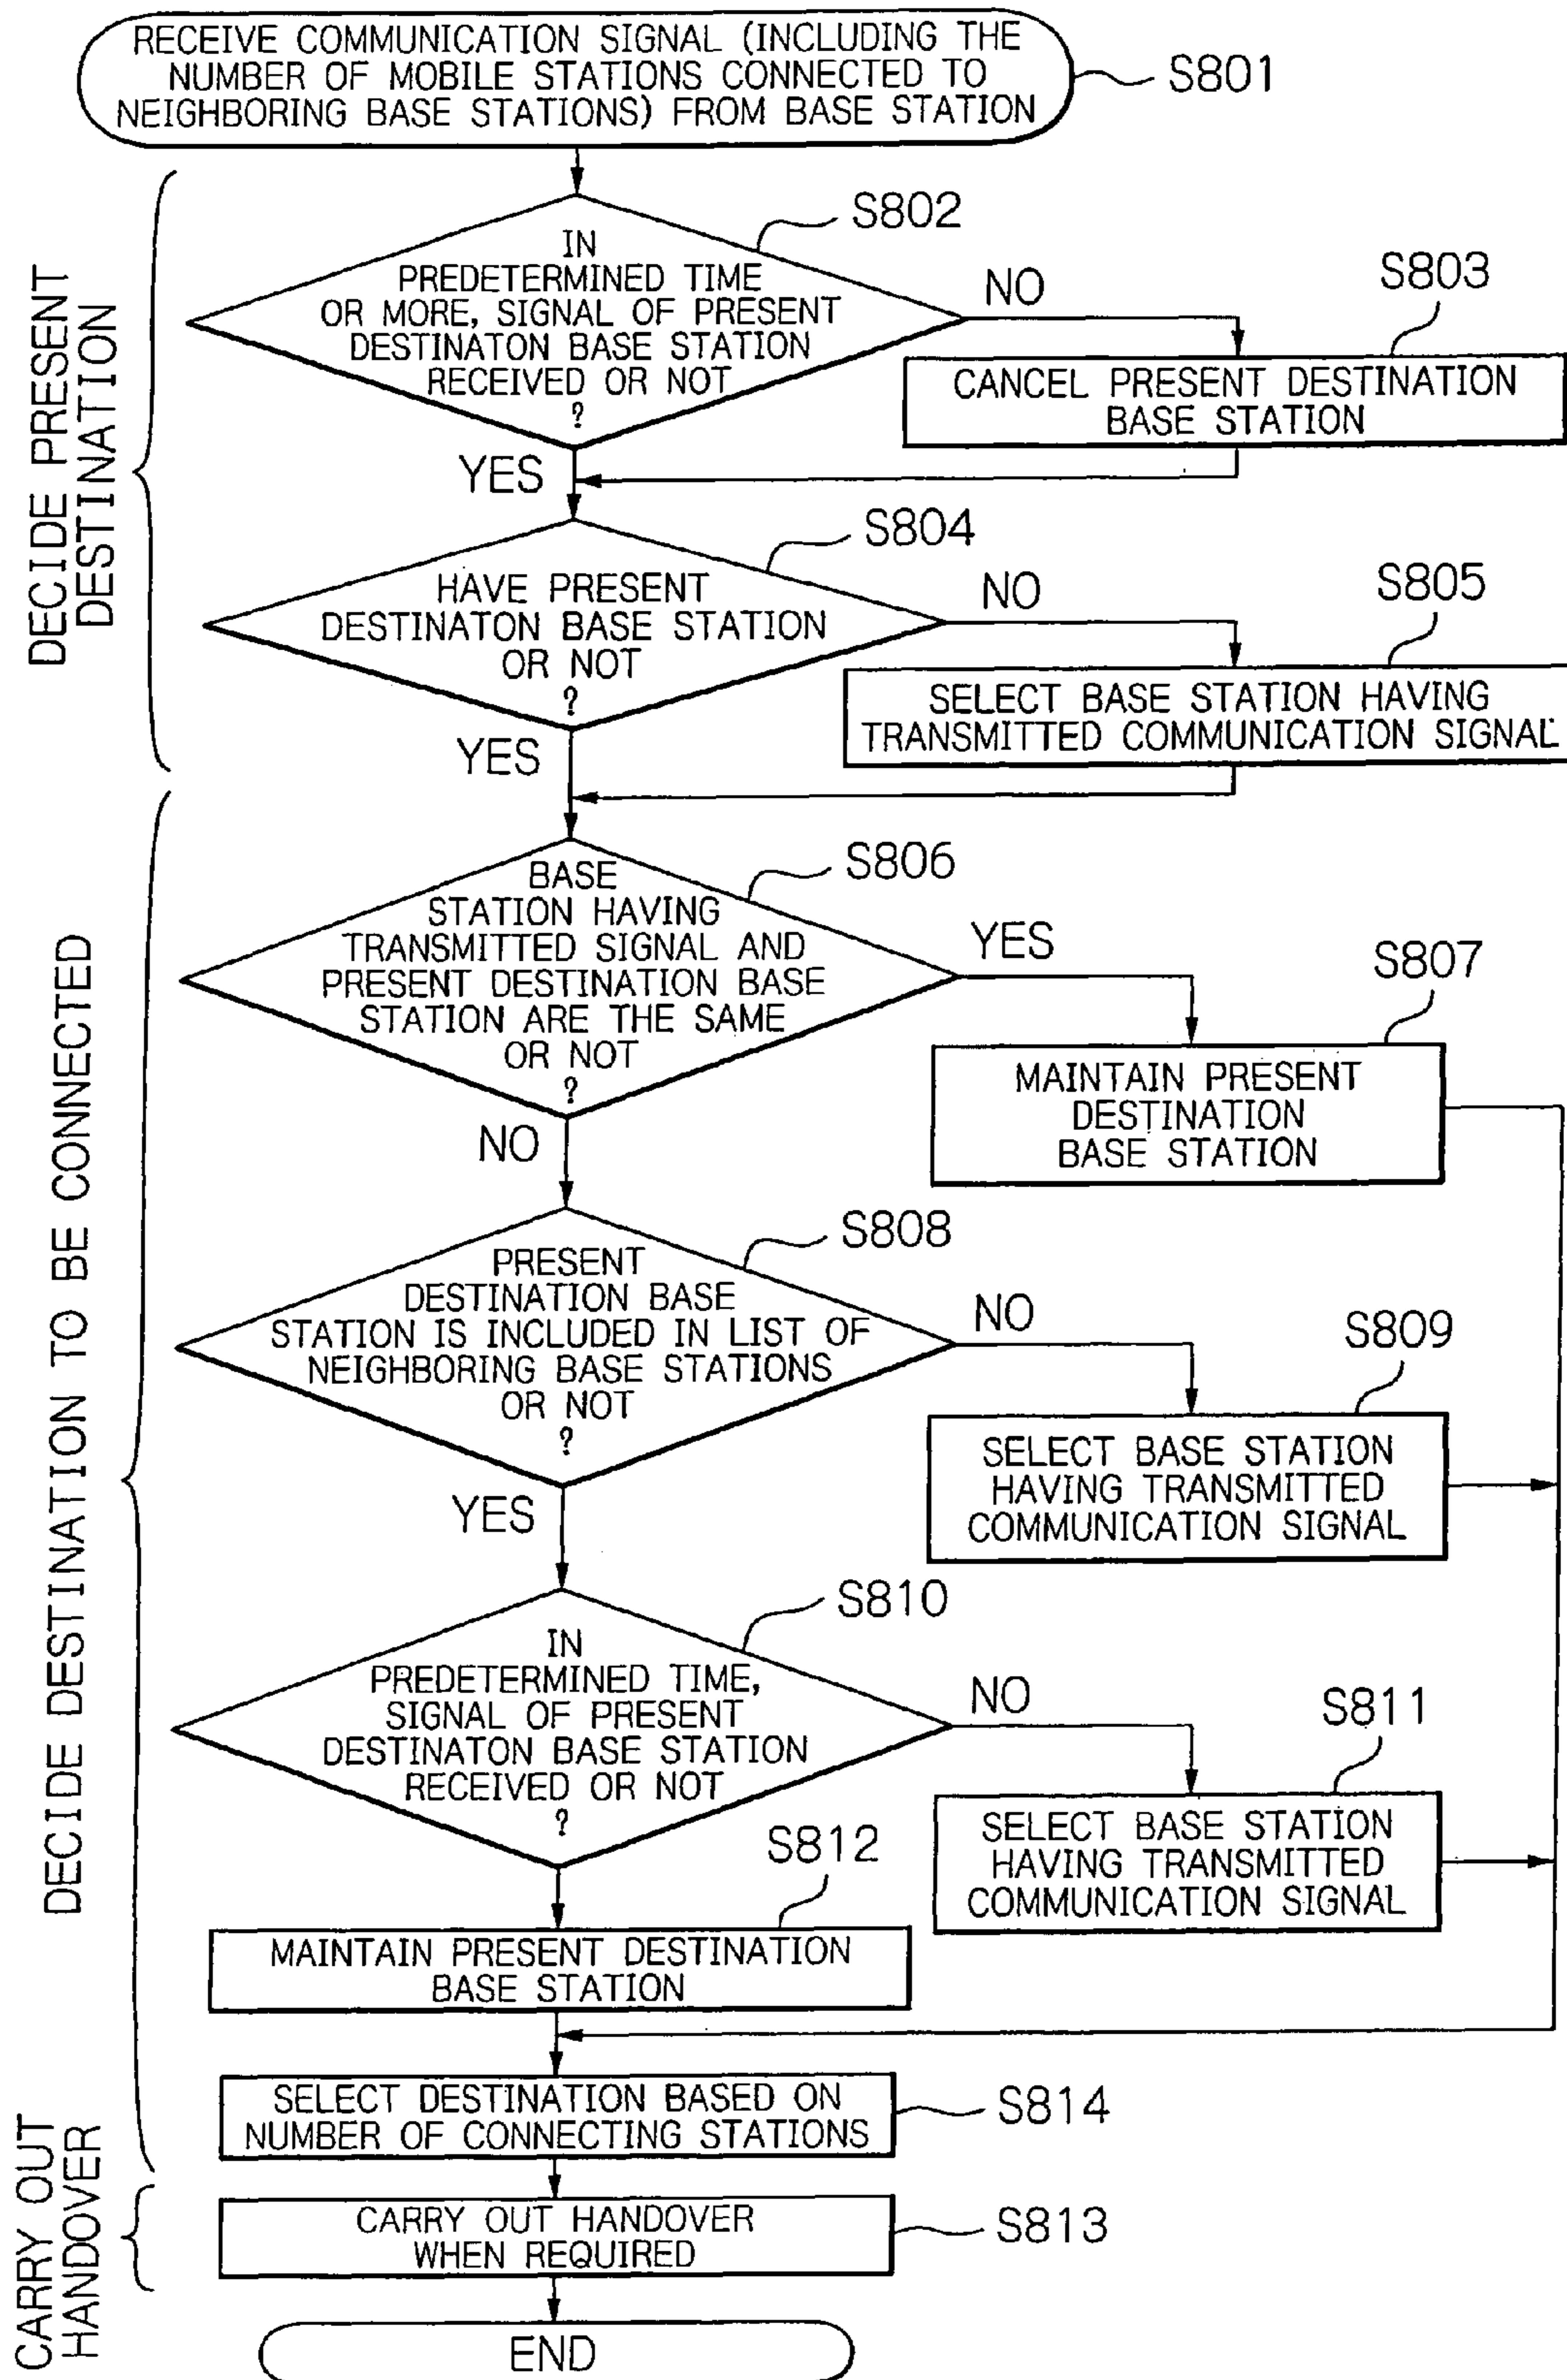 RECEIVE COMMUNICATION SIGNAL (INCLUDING THE
NUMBER OF MOBILE STATIONS CONNECTED TO
NEIGHBORING BASE STATIONS) FROM BASE STATION
S801
DECIDE PRESENT
DESTINATION
S802
IN
PREDETERMINED TIME
OR MORE, SIGNAL OF PRESENT
DESTINATON BASE STATION
RECEIVED OR NOT
?
NO
S803
CANCEL PRESENT DESTINATION
BASE STATION
YES
S804
HAVE PRESENT
DESTINATON BASE STATION
OR NOT
?
NO
S805
SELECT BASE STATION HAVING
TRANSMITTED COMMUNICATION SIGNAL
YES
DECIDE DESTINATION TO BE CONNECTED
S806
BASE
STATION HAVING
TRANSMITTED SIGNAL AND
PRESENT DESTINATION BASE
STATION ARE THE SAME
OR NOT
?
YES
S807
MAINTAIN PRESENT
DESTINATION
BASE STATION
NO
S808
PRESENT
DESTINATION BASE
STATION IS INCLUDED IN LIST OF
NEIGHBORING BASE STATIONS
OR NOT
?
NO
S809
SELECT BASE STATION
HAVING TRANSMITTED
COMMUNICATION SIGNAL
YES
S810
IN
PREDETERMINED TIME,
SIGNAL OF PRESENT
DESTINATON BASE STATION
RECEIVED OR NOT
?
NO
S811
SELECT BASE STATION
HAVING TRANSMITTED
COMMUNICATION SIGNAL
S812
MAINTAIN PRESENT DESTINATION
BASE STATION
SELECT DESTINATION BASED ON
NUMBER OF CONNECTING STATIONS
S814
CARRY OUT
HANDOVER
CARRY OUT HANDOVER
WHEN REQUIRED
S813
END